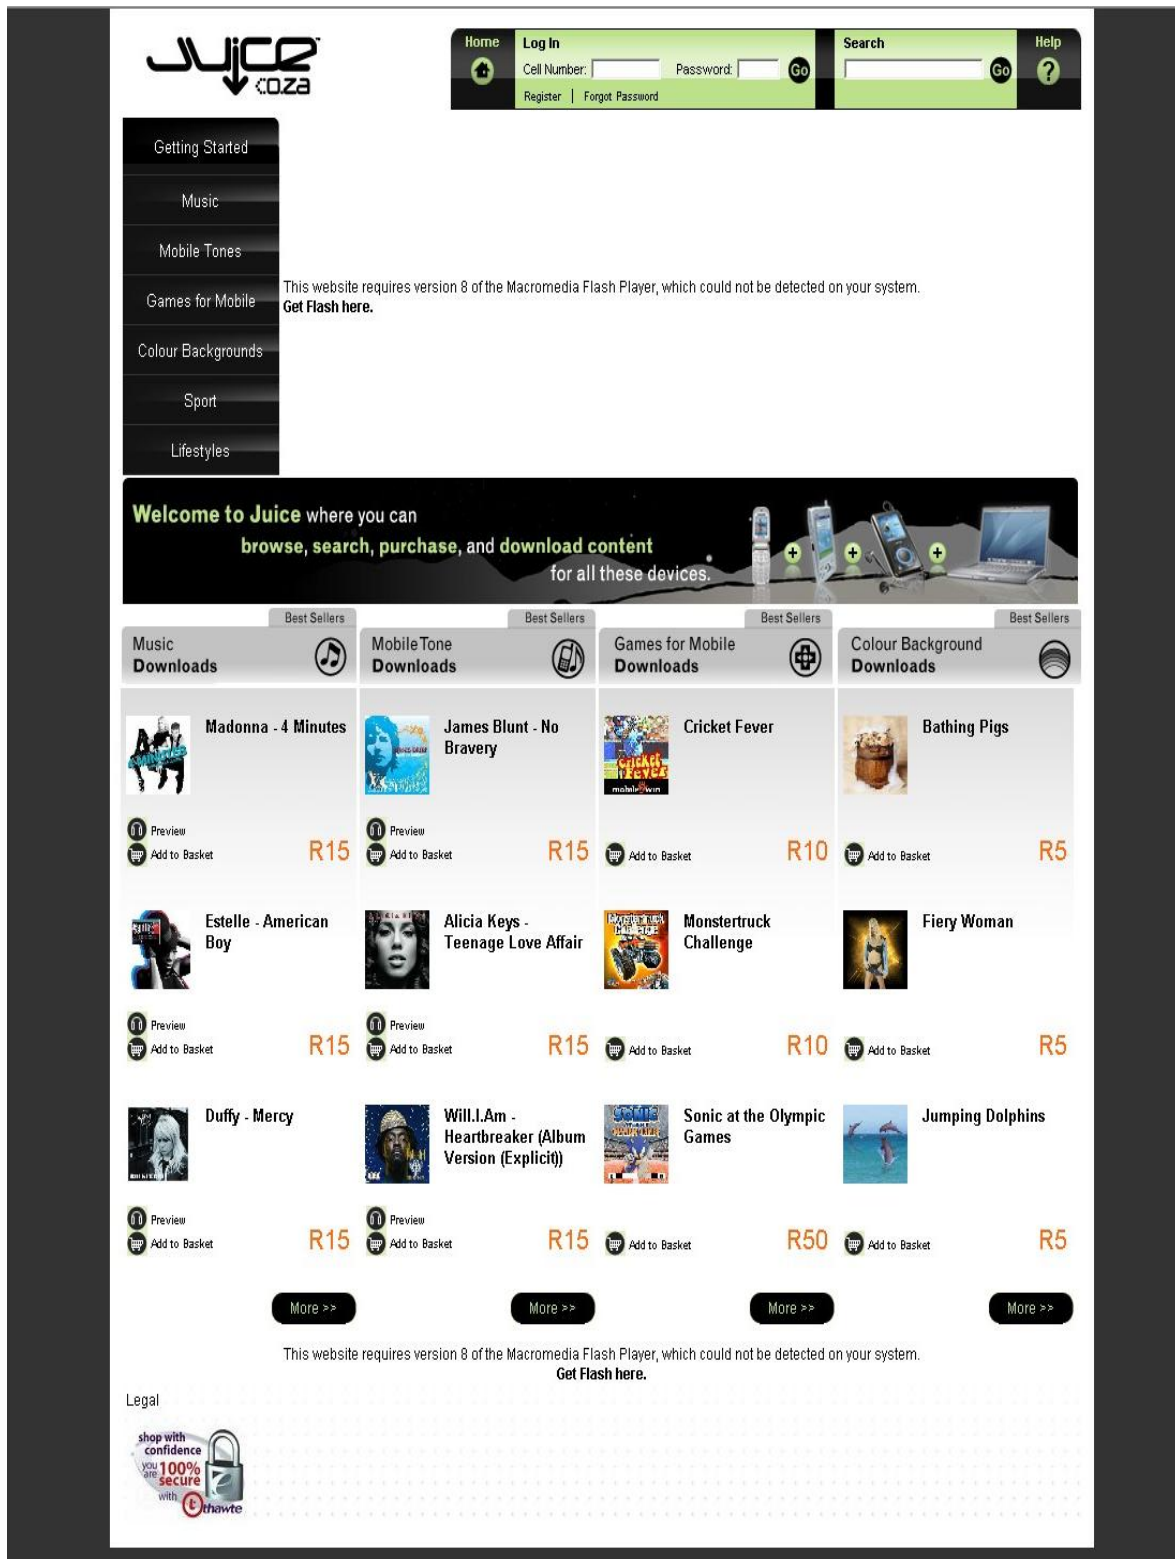 Juice
co.za
Home
Log In
Cell Number:
Password:
Go
Register | Forgot Password
Search
Go
Help
?
Getting Started
Music
Mobile Tones
Games for Mobile
Colour Backgrounds
Sport
Lifestyles
This website requires version 8 of the Macromedia Flash Player, which could not be detected on your system.
Get Flash here.
Welcome to Juice where you can
browse, search, purchase, and download content
for all these devices.
Best Sellers
Music
Downloads
Best Sellers
Mobile Tone
Downloads
Best Sellers
Games for Mobile
Downloads
Best Sellers
Colour Background
Downloads
Madonna - 4 Minutes
Preview
Add to Basket
R15
James Blunt - No
Bravery
Preview
Add to Basket
R15
Cricket
Fever
Cricket Fever
Add to Basket
R10
Bathing Pigs
Add to Basket
R5
Estelle - American
Boy
Preview
Add to Basket
R15
Alicia Keys -
Teenage Love Affair
Preview
Add to Basket
R15
Monstertruck
Challenge
Add to Basket
R10
Fiery Woman
Add to Basket
R5
Duffy - Mercy
Preview
Add to Basket
R15
Will.I.Am -
Heartbreaker (Album
Version (Explicit))
Preview
Add to Basket
R15
Sonic at the Olympic
Games
Add to Basket
R50
Jumping Dolphins
Add to Basket
R5
More >>
More >>
More >>
More >>
This website requires version 8 of the Macromedia Flash Player, which could not be detected on your system.
Get Flash here.
Legal
shop with
confidence
you are 100%
secure
with thawte